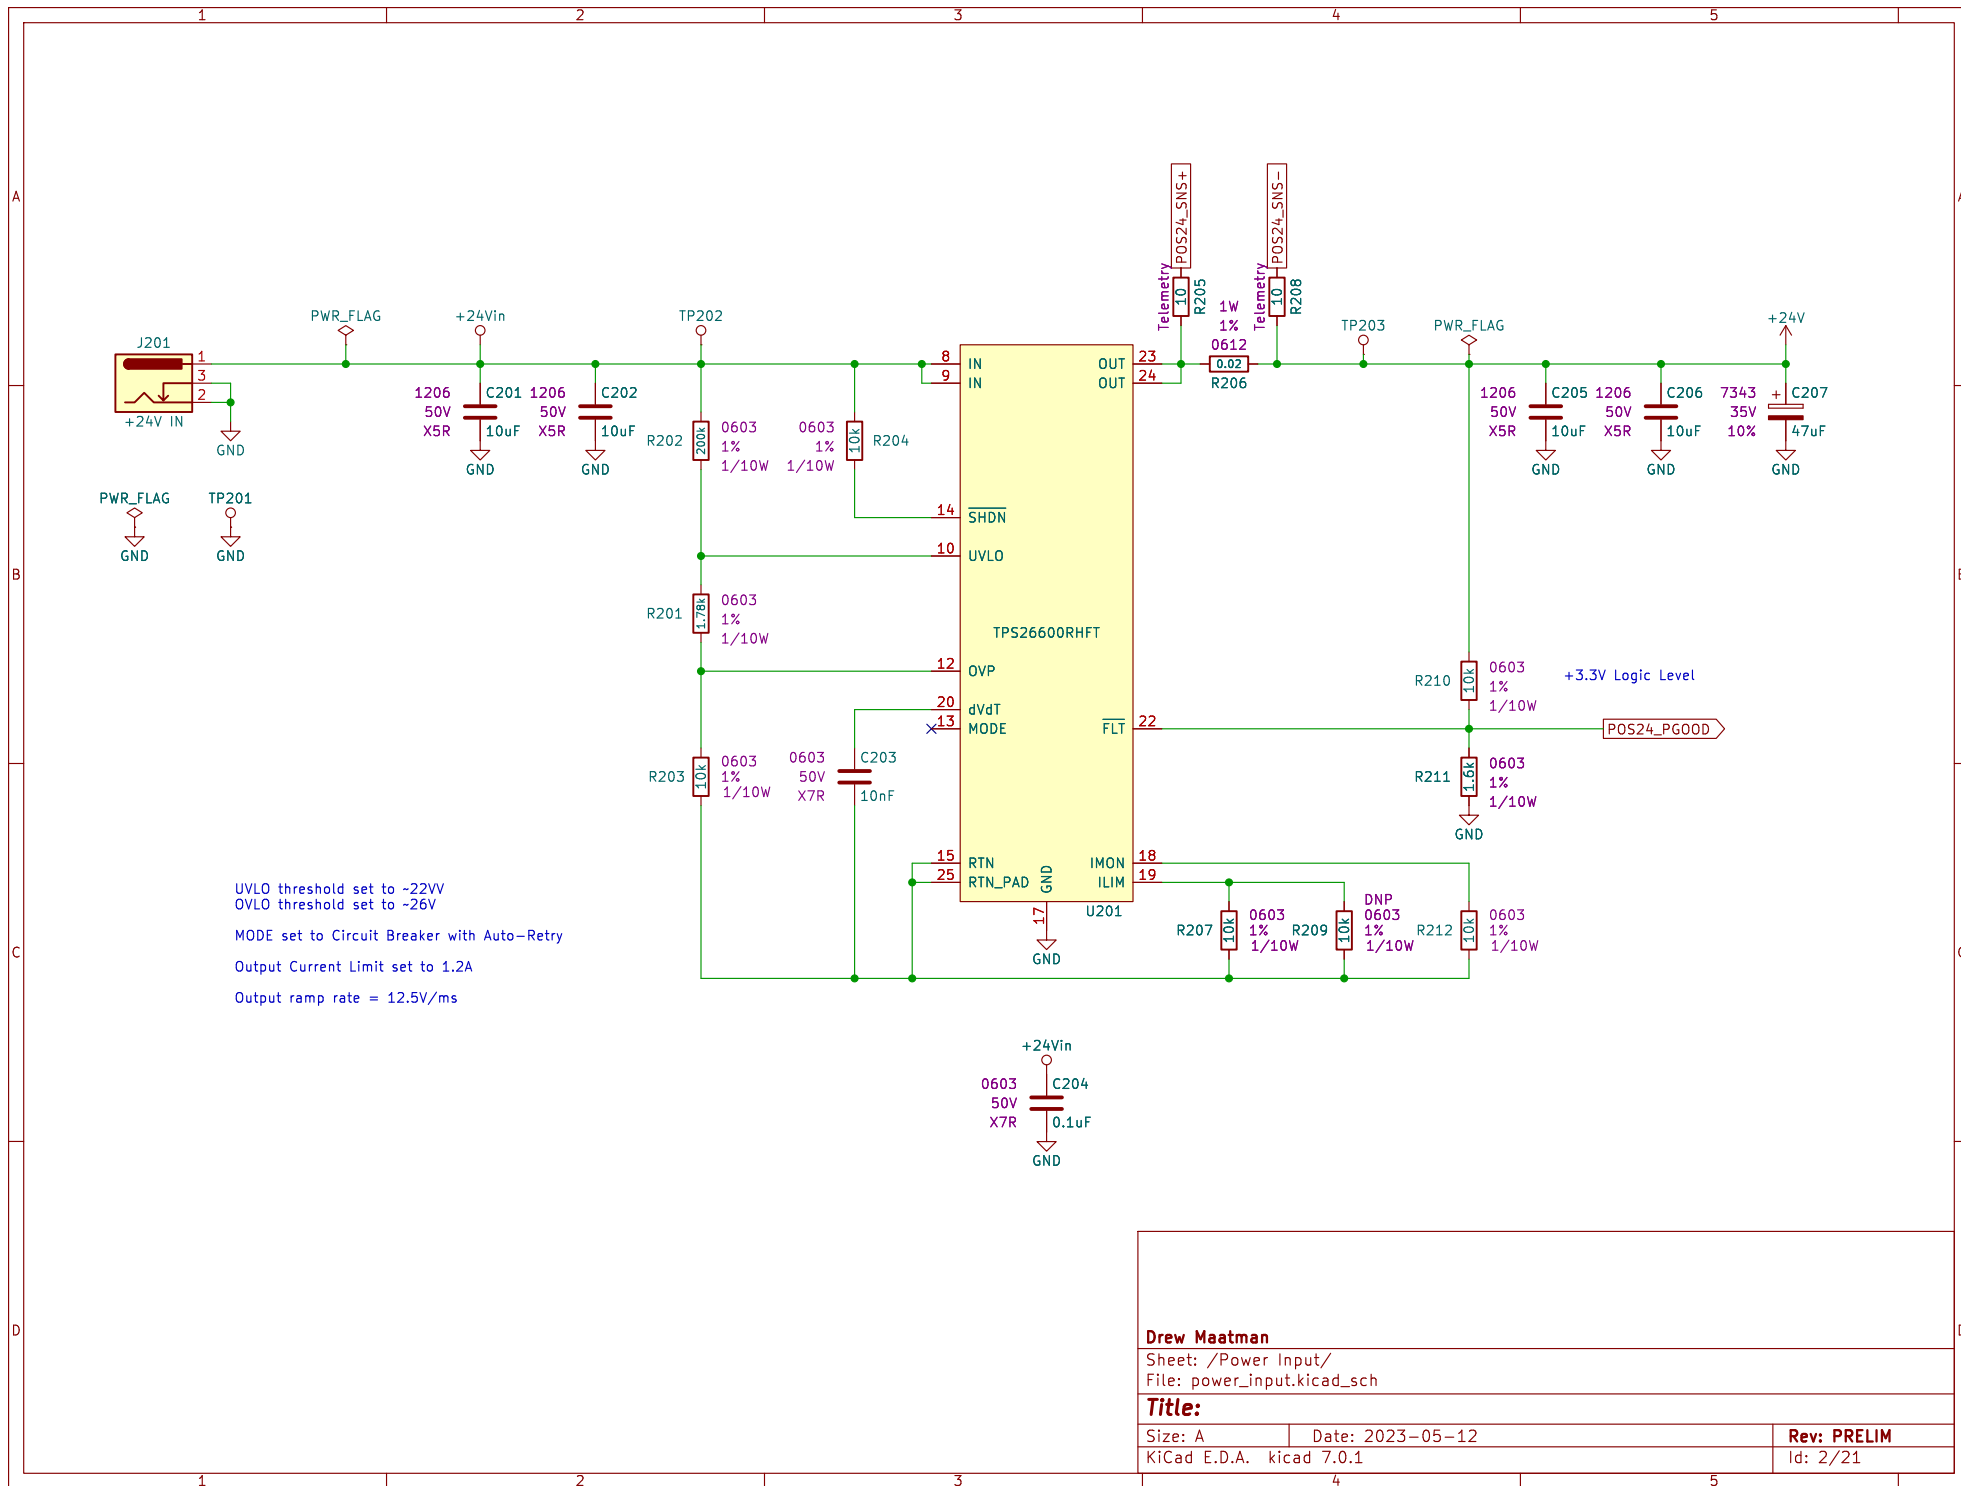 1 2 3 4 5
A
B
C
D
POS24_SNS+
POS24_SNS-
Telemetry
10
R205
Telemetry
10
R208
1W
1%
0612
0.02
R206
J201
1
3
2
+24V IN
GND
PWR_FLAG
+24Vin
TP202
TP203
PWR_FLAG
+24V
PWR_FLAG
GND
TP201
GND
1206
50V
X5R
C201
10uF
GND
1206
50V
X5R
C202
10uF
GND
R202
200k
0603
1%
1/10W
0603
1%
1/10W
10k
R204
R201
1.78k
0603
1%
1/10W
R203
10k
0603
1%
1/10W
0603
50V
X7R
C203
10nF
8 IN
9 IN
14 SHDN
10 UVLO
12 OVP
20 dVdT
13 MODE
15 RTN
25 RTN_PAD
TPS26600RHFT
OUT 23
OUT 24
FLT 22
IMON 18
ILIM 19
GND
17
U201
GND
1206
50V
X5R
C205
10uF
GND
1206
50V
X5R
C206
10uF
GND
7343
35V
10%
+
C207
47uF
GND
R210
10k
0603
1%
1/10W
+3.3V Logic Level
POS24_PGOOD
R211
1.6k
0603
1%
1/10W
GND
R207
10k
0603
1%
1/10W
R209
10k
DNP
0603
1%
1/10W
R212
10k
0603
1%
1/10W
UVLO threshold set to ~22VV
OVLO threshold set to ~26V
MODE set to Circuit Breaker with Auto-Retry
Output Current Limit set to 1.2A
Output ramp rate = 12.5V/ms
+24Vin
0603
50V
X7R
C204
0.1uF
GND
Drew Maatman
Sheet: /Power Input/
File: power_input.kicad_sch
Title:
Size: A
Date: 2023-05-12
Rev: PRELIM
KiCad E.D.A. kicad 7.0.1
Id: 2/21
1 2 3 4 5